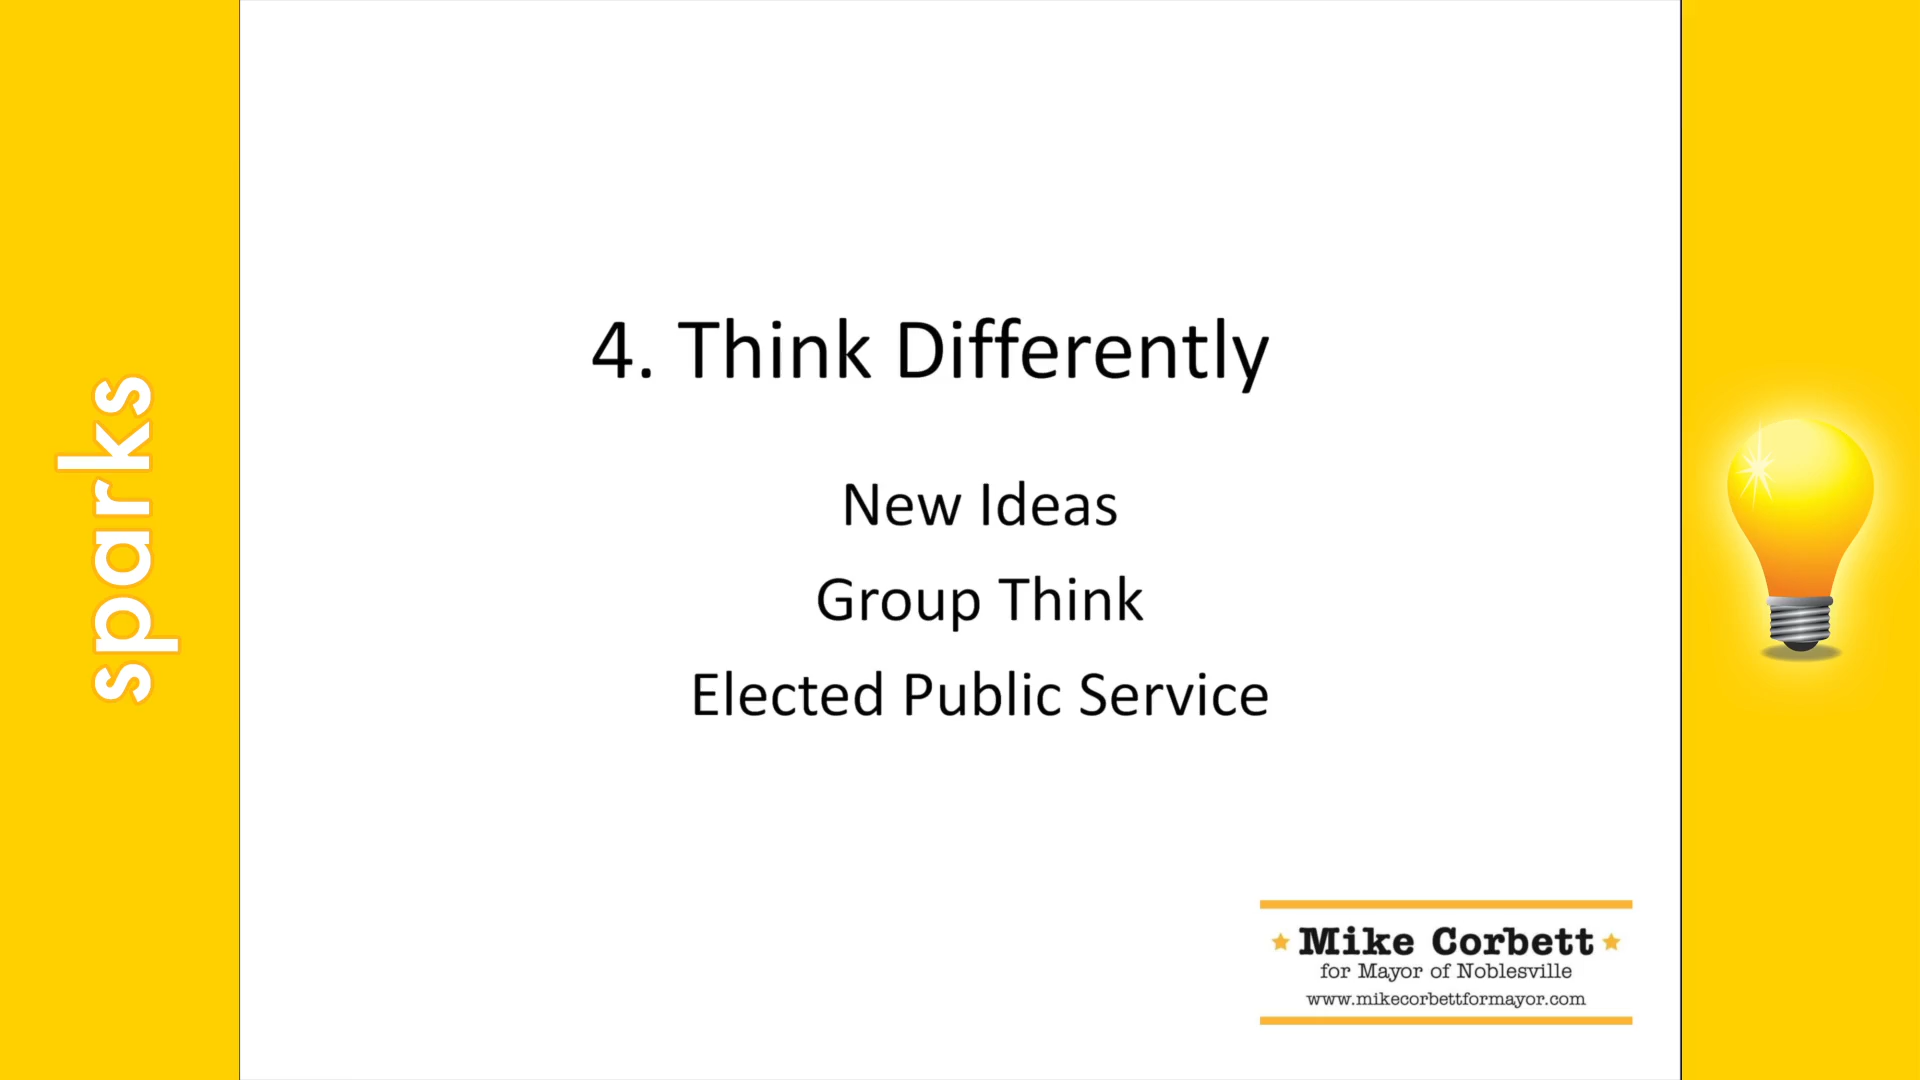 sparks
4. Think Differently
New Ideas
Group Think
Elected Public Service
Mike Corbett
for Mayor of Noblesville
www.mikecorbettformayor.com